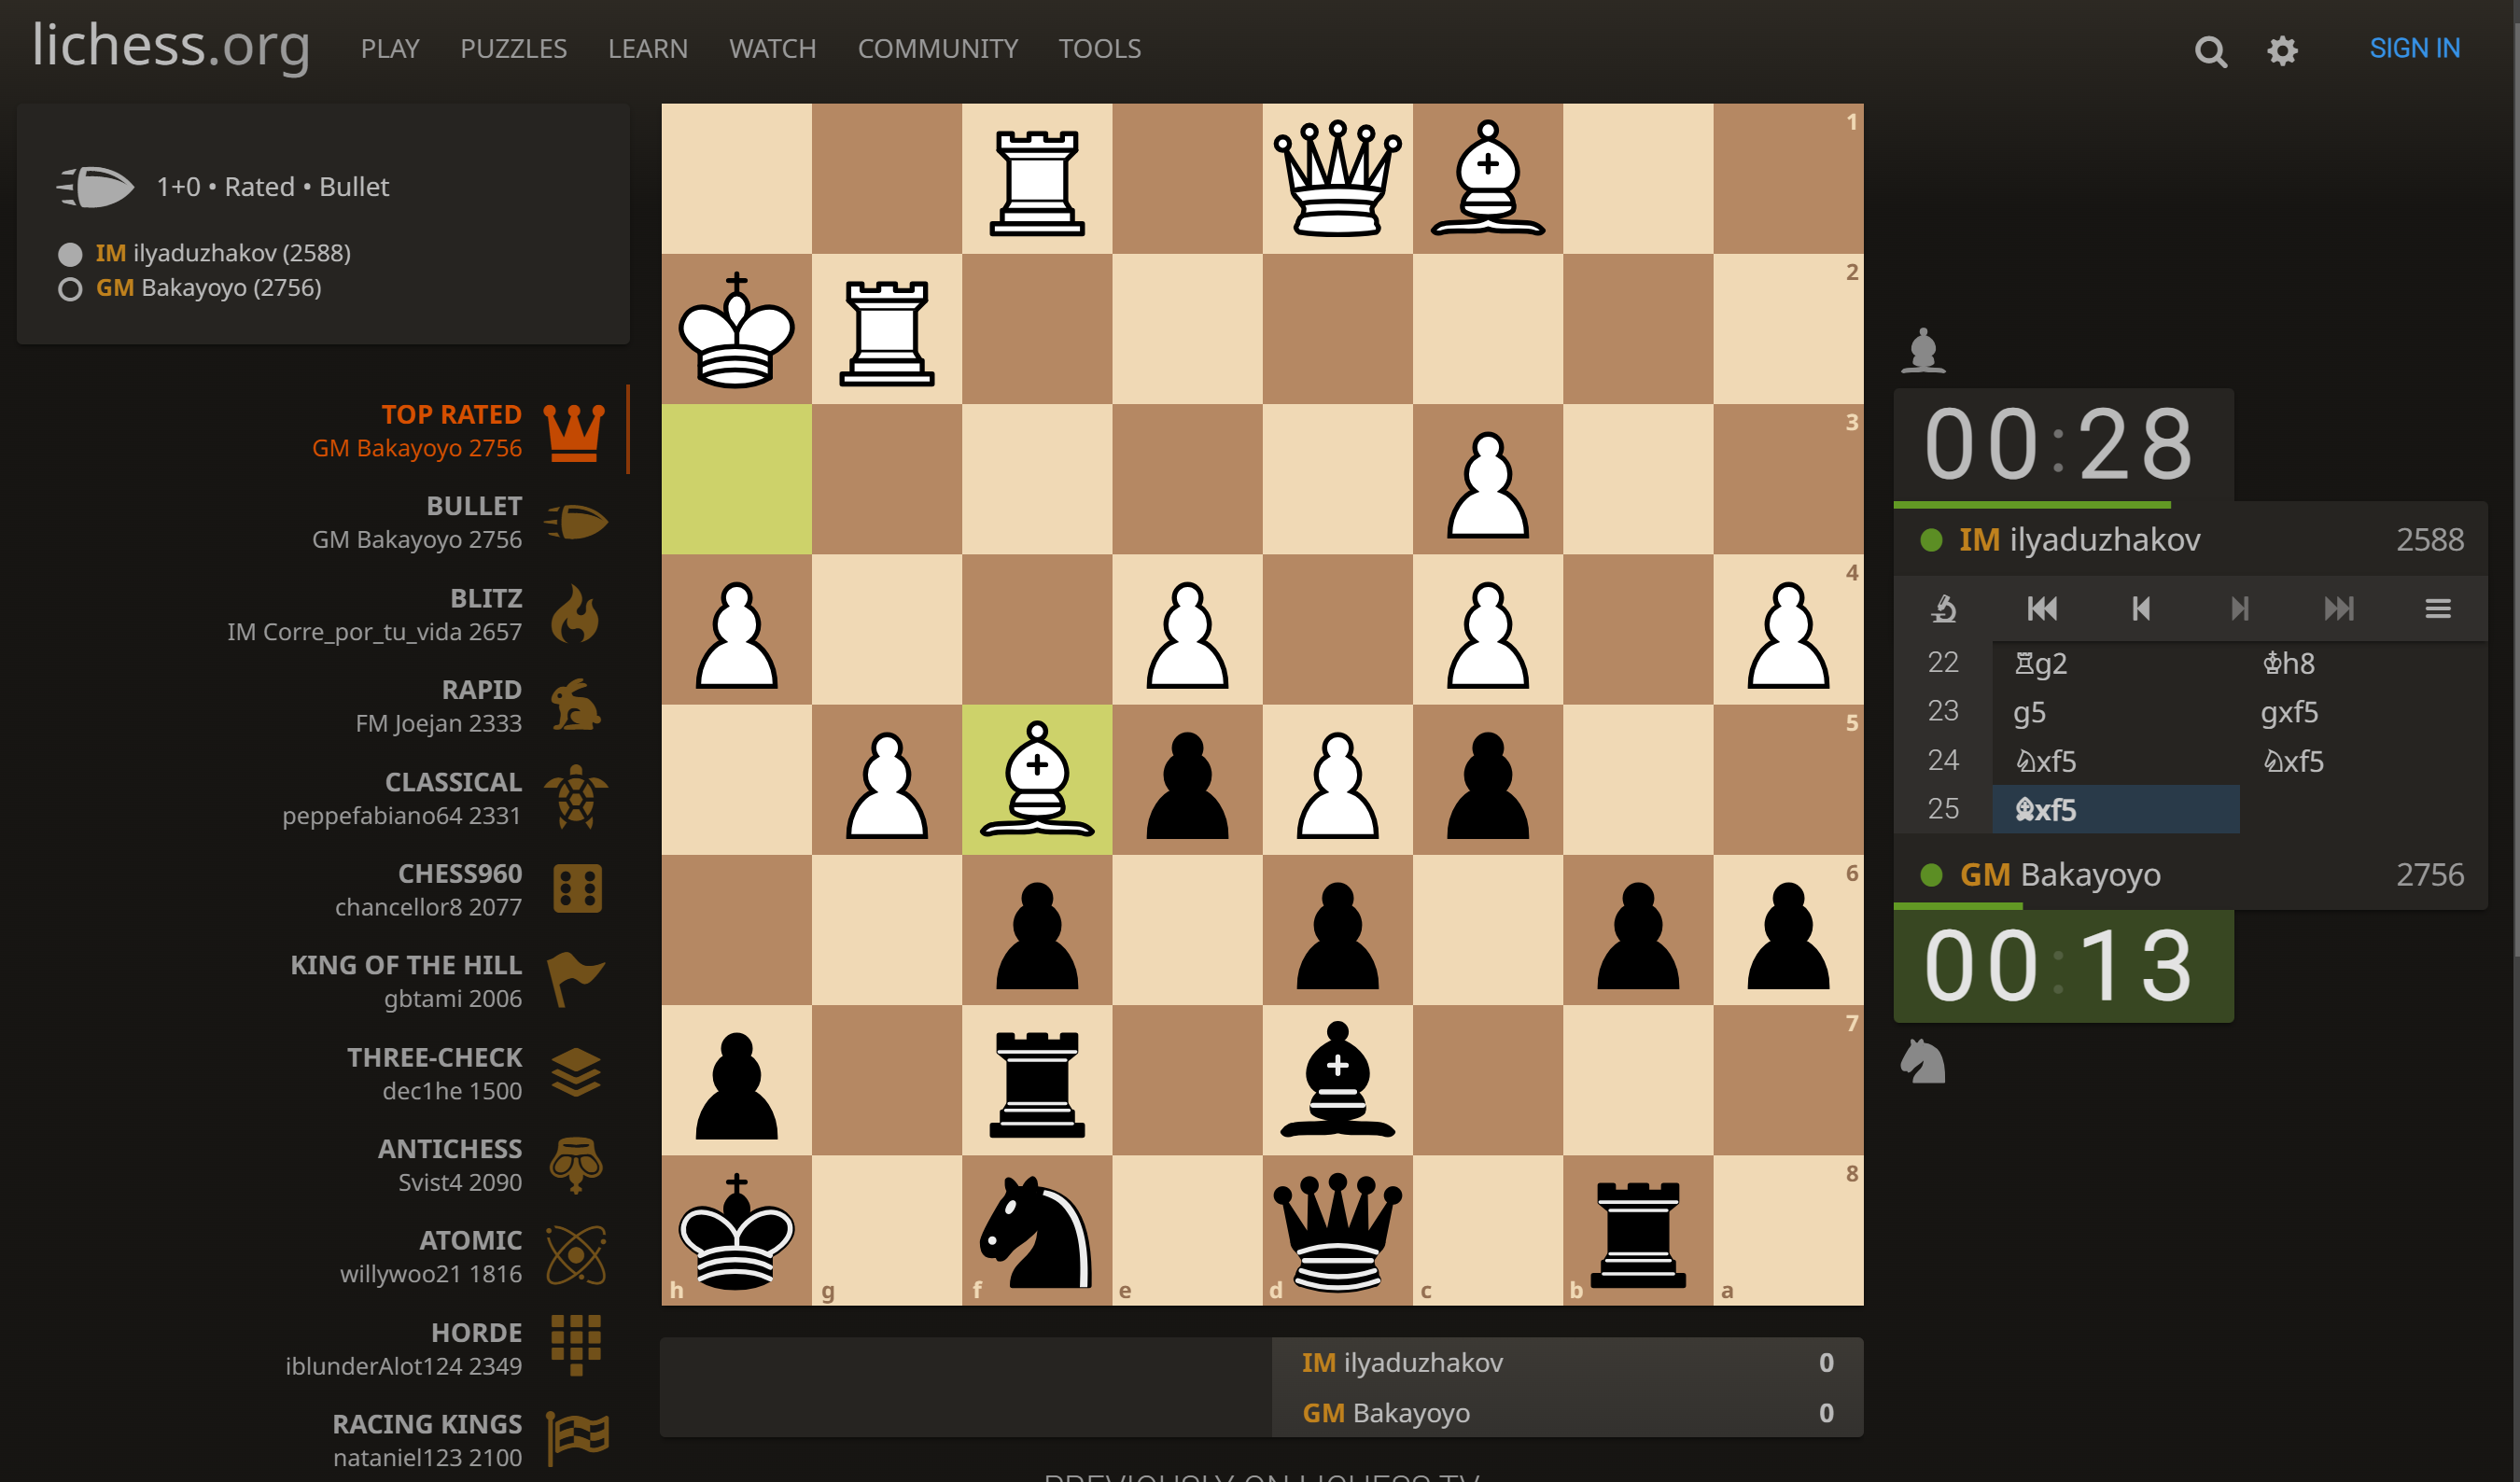 lichess.org PLAY PUZZLES LEARN WATCH COMMUNITY TOOLS SIGN IN
1+0 • Rated • Bullet
IM ilyaduzhakov (2588)
GM Bakayoyo (2756)
TOP RATED
GM Bakayoyo 2756
BULLET
GM Bakayoyo 2756
BLITZ
IM Corre_por_tu_vida 2657
RAPID
FM Joejan 2333
CLASSICAL
peppefabiano64 2331
CHESS960
chancellor8 2077
KING OF THE HILL
gbtami 2006
THREE-CHECK
dec1he 1500
ANTICHESS
Svist4 2090
ATOMIC
willywoo21 1816
HORDE
iblunderAlot124 2349
RACING KINGS
nataniel123 2100
1
2
3
4
5
6
7
8
h g f e d c b a
00:28
IM ilyaduzhakov 2588
22 ♖g2 ♔h8
23 g5 gxf5
24 ♘xf5 ♘xf5
25 ♗xf5
GM Bakayoyo 2756
00:13
IM ilyaduzhakov 0
GM Bakayoyo 0
PREVIOUSLY ON LICHESS TV